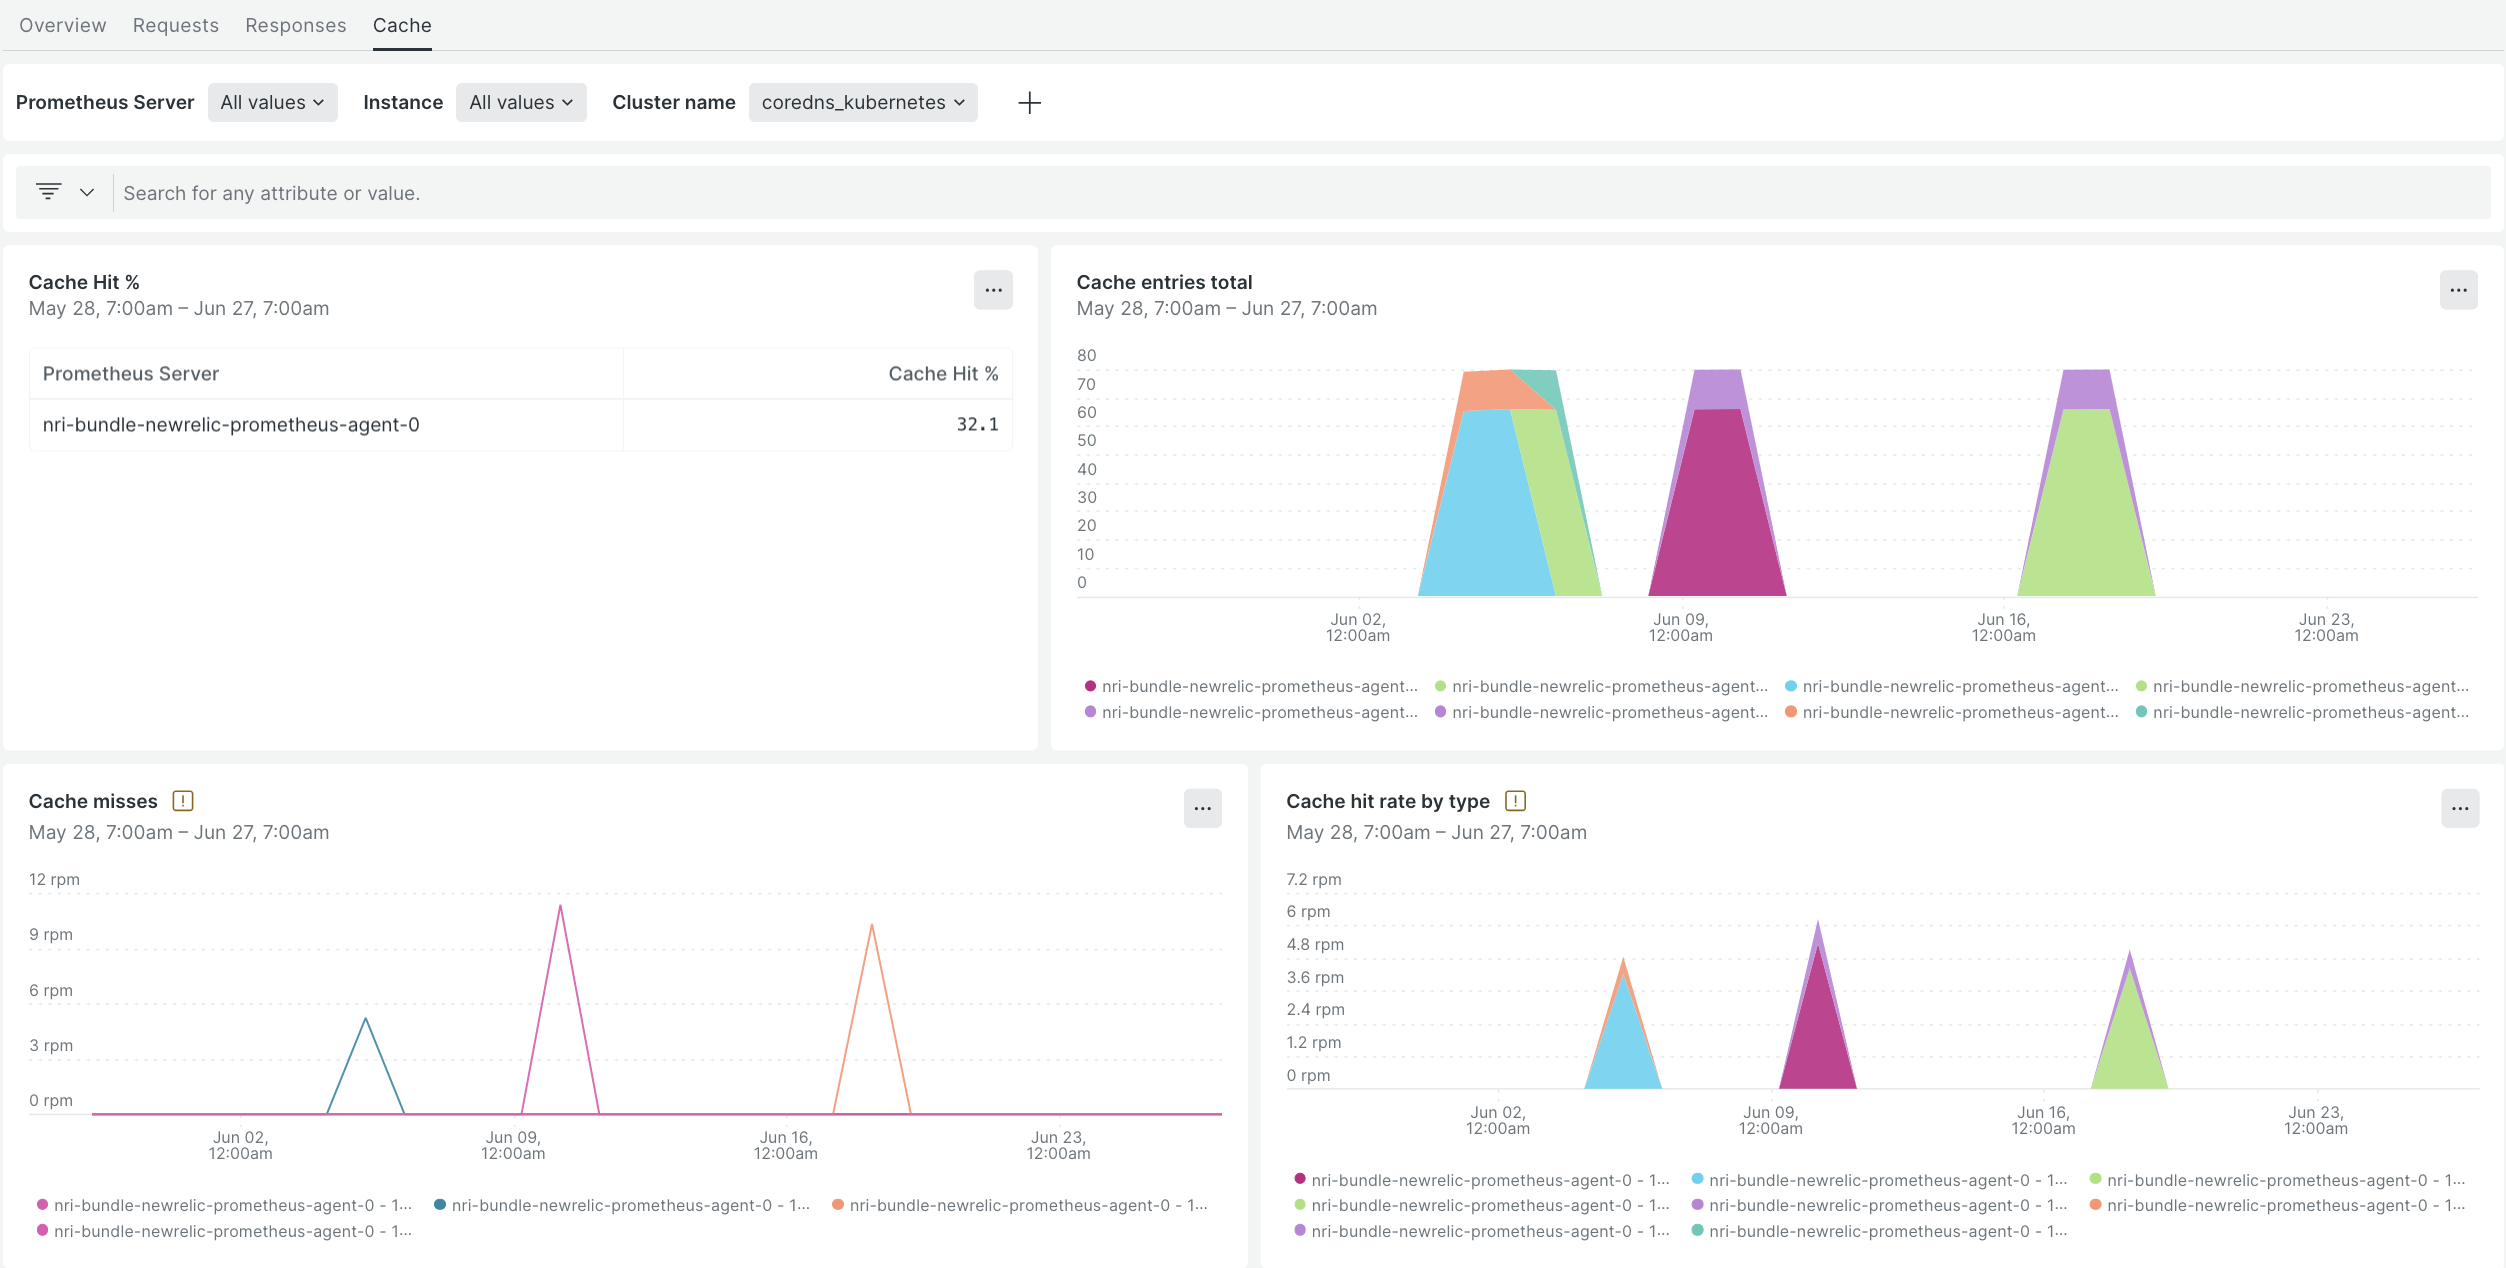 Overview Requests Responses Cache
Prometheus Server All values Instance All values Cluster name coredns_kubernetes
Search for any attribute or value.
Cache Hit %
May 28, 7:00am – Jun 27, 7:00am
Prometheus Server Cache Hit %
nri-bundle-newrelic-prometheus-agent-0 32.1
Cache entries total
May 28, 7:00am – Jun 27, 7:00am
80
70
60
50
40
30
20
10
0
Jun 02, 12:00am
Jun 09, 12:00am
Jun 16, 12:00am
Jun 23, 12:00am
nri-bundle-newrelic-prometheus-agent... nri-bundle-newrelic-prometheus-agent... nri-bundle-newrelic-prometheus-agent... nri-bundle-newrelic-prometheus-agent...
nri-bundle-newrelic-prometheus-agent... nri-bundle-newrelic-prometheus-agent... nri-bundle-newrelic-prometheus-agent... nri-bundle-newrelic-prometheus-agent...
Cache misses
May 28, 7:00am – Jun 27, 7:00am
12 rpm
9 rpm
6 rpm
3 rpm
0 rpm
Jun 02, 12:00am
Jun 09, 12:00am
Jun 16, 12:00am
Jun 23, 12:00am
nri-bundle-newrelic-prometheus-agent-0 - 1... nri-bundle-newrelic-prometheus-agent-0 - 1... nri-bundle-newrelic-prometheus-agent-0 - 1...
nri-bundle-newrelic-prometheus-agent-0 - 1...
Cache hit rate by type
May 28, 7:00am – Jun 27, 7:00am
7.2 rpm
6 rpm
4.8 rpm
3.6 rpm
2.4 rpm
1.2 rpm
0 rpm
Jun 02, 12:00am
Jun 09, 12:00am
Jun 16, 12:00am
Jun 23, 12:00am
nri-bundle-newrelic-prometheus-agent-0 - 1... nri-bundle-newrelic-prometheus-agent-0 - 1... nri-bundle-newrelic-prometheus-agent-0 - 1...
nri-bundle-newrelic-prometheus-agent-0 - 1... nri-bundle-newrelic-prometheus-agent-0 - 1... nri-bundle-newrelic-prometheus-agent-0 - 1...
nri-bundle-newrelic-prometheus-agent-0 - 1... nri-bundle-newrelic-prometheus-agent-0 - 1...